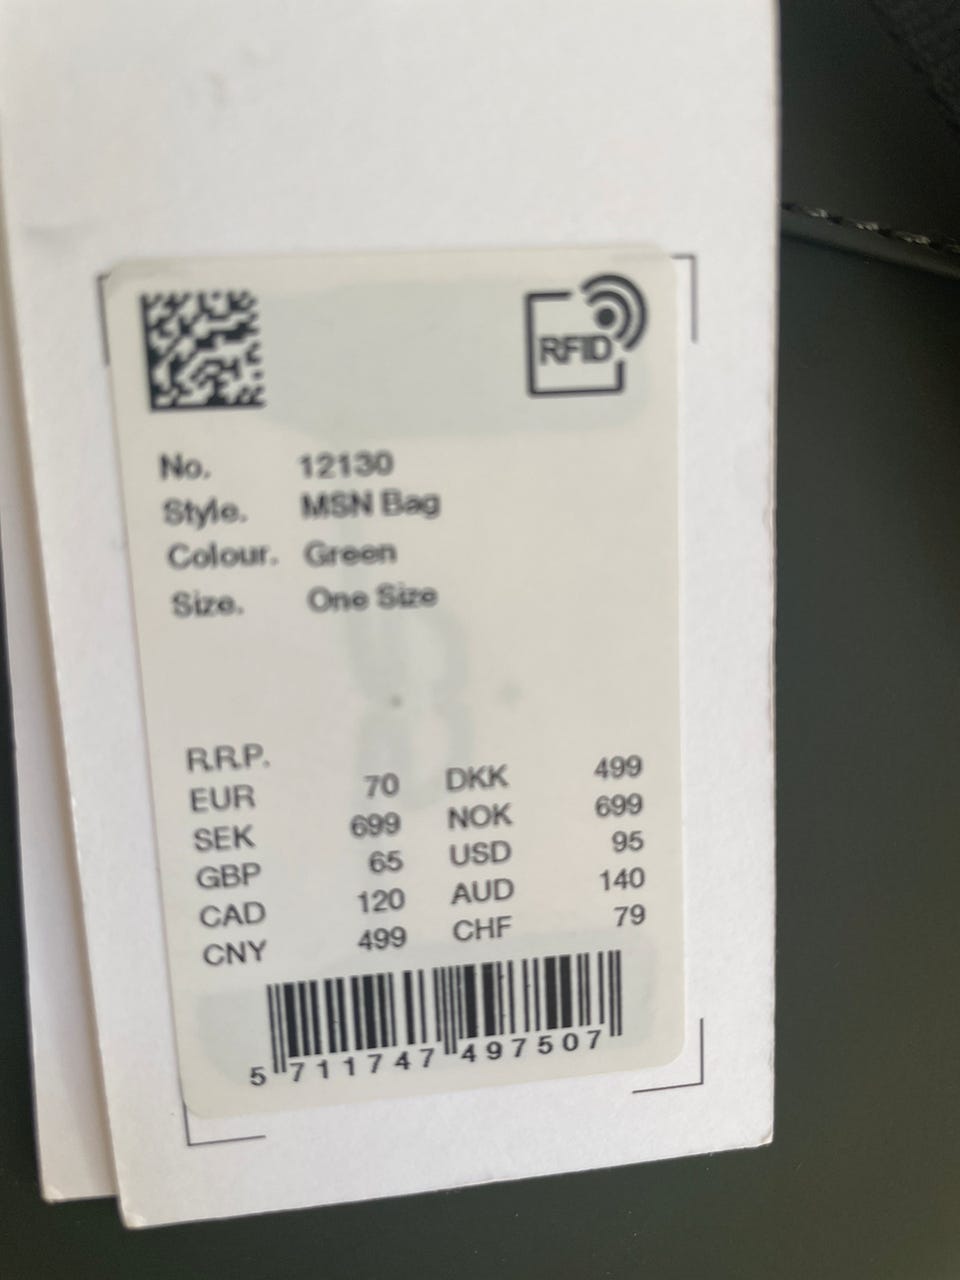 RFID
No. 12130
Style. MSN Bag
Colour. Green
Size. One Size
R.R.P.
EUR 70 DKK 499
SEK 699 NOK 699
GBP 65 USD 95
CAD 120 AUD 140
CNY 499 CHF 79
5 711747 497507